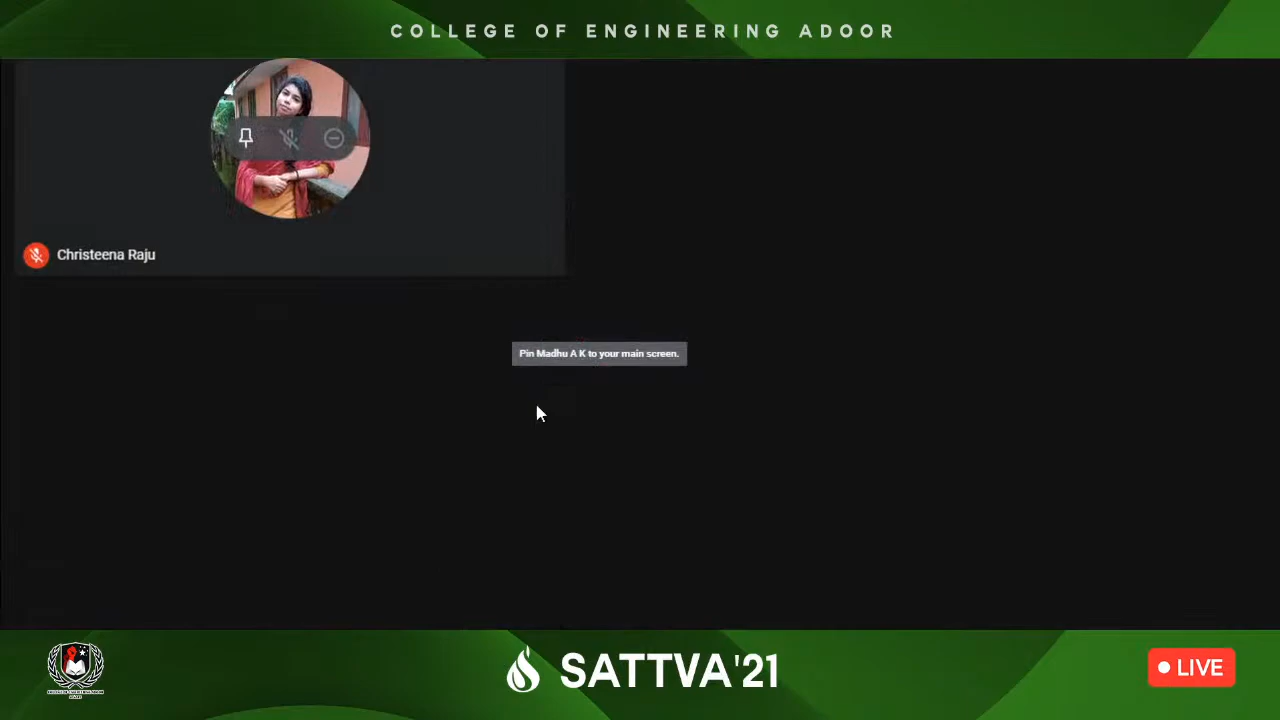 COLLEGE OF ENGINEERING ADOOR
Christeena Raju
Pin Madhu A K to your main screen.
SATTVA'21
LIVE